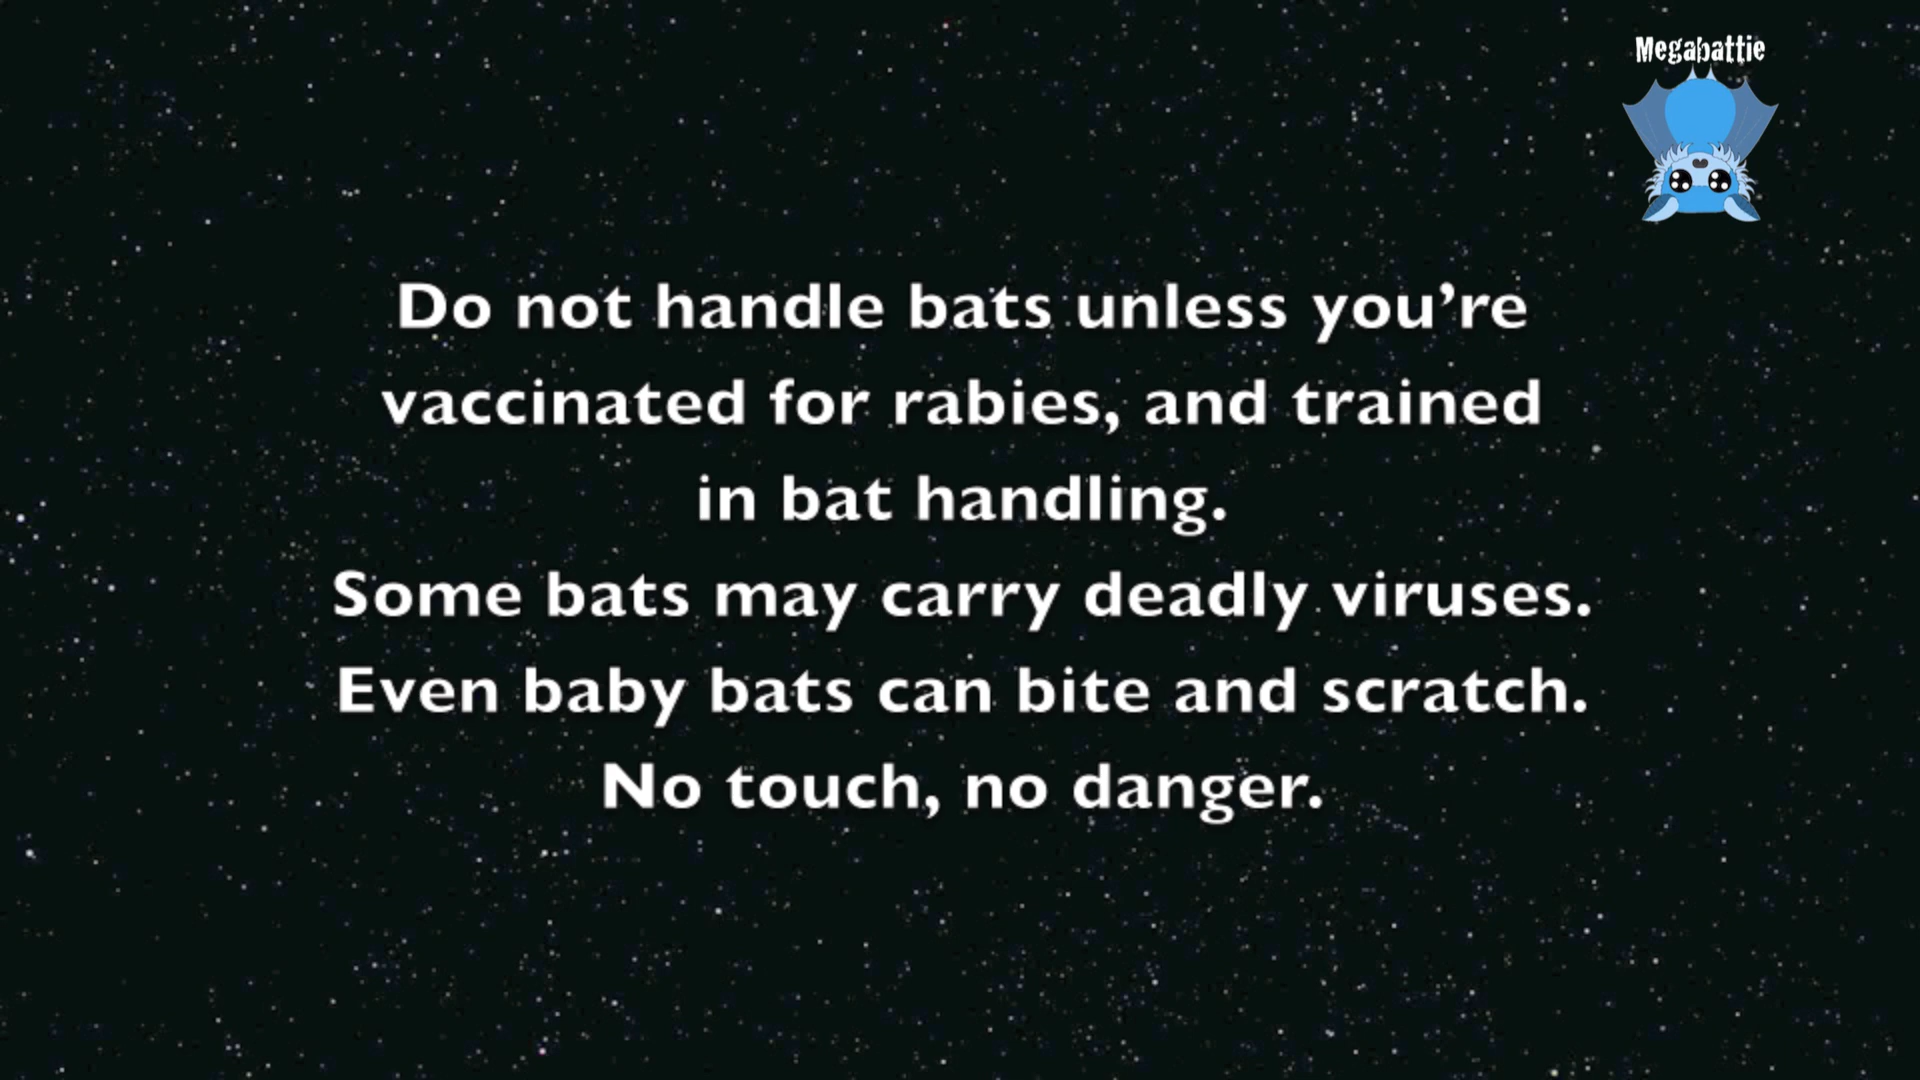 Megabattie
Do not handle bats unless you’re
vaccinated for rabies, and trained
in bat handling.
Some bats may carry deadly viruses.
Even baby bats can bite and scratch.
No touch, no danger.